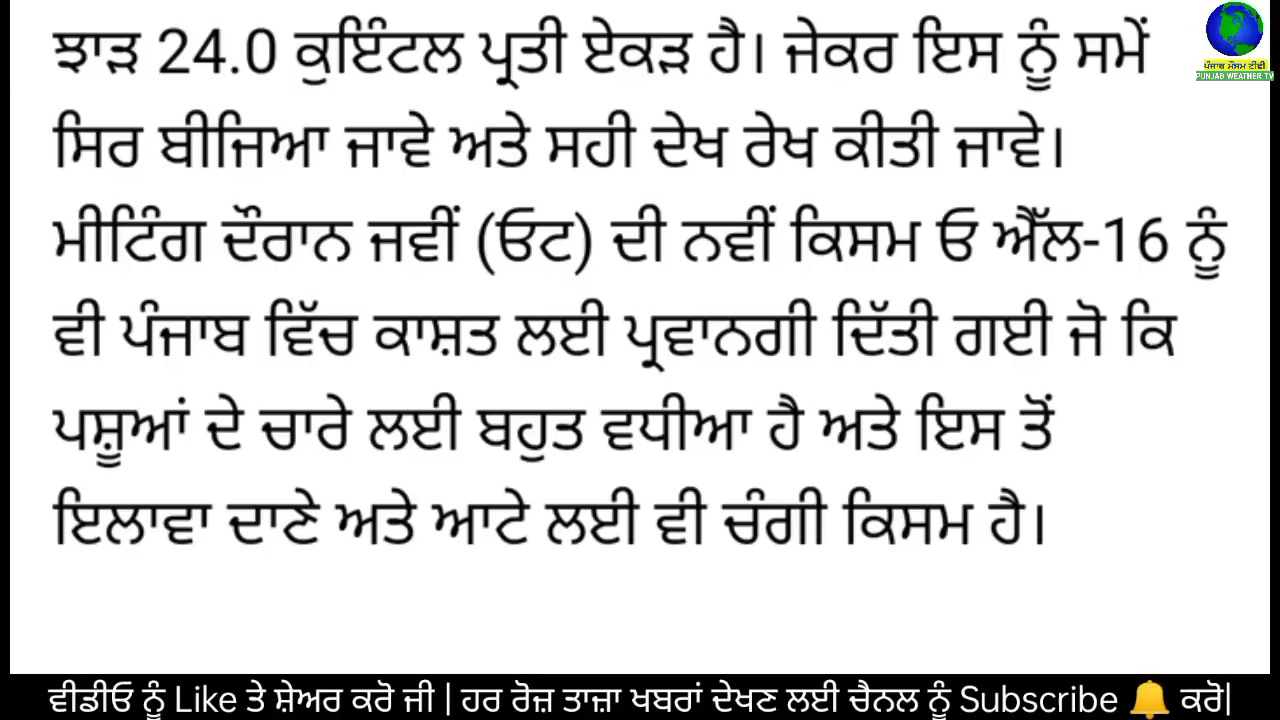 ਝਾੜ 24.0 ਕੁਇੰਟਲ ਪ੍ਰਤੀ ਏਕੜ ਹੈ। ਜੇਕਰ ਇਸ ਨੂੰ ਸਮੇਂ
ਸਿਰ ਬੀਜਿਆ ਜਾਵੇ ਅਤੇ ਸਹੀ ਦੇਖ ਰੇਖ ਕੀਤੀ ਜਾਵੇ।
ਮੀਟਿੰਗ ਦੌਰਾਨ ਜਵੀਂ (ਓਟ) ਦੀ ਨਵੀਂ ਕਿਸਮ ਓ ਐੱਲ-16 ਨੂੰ
ਵੀ ਪੰਜਾਬ ਵਿੱਚ ਕਾਸ਼ਤ ਲਈ ਪ੍ਰਵਾਨਗੀ ਦਿੱਤੀ ਗਈ ਜੋ ਕਿ
ਪਸ਼ੂਆਂ ਦੇ ਚਾਰੇ ਲਈ ਬਹੁਤ ਵਧੀਆ ਹੈ ਅਤੇ ਇਸ ਤੋਂ
ਇਲਾਵਾ ਦਾਣੇ ਅਤੇ ਆਟੇ ਲਈ ਵੀ ਚੰਗੀ ਕਿਸਮ ਹੈ।
ਪੰਜਾਬ ਮੌਸਮ ਟੀਵੀ
PUNJAB WEATHER TV
ਵੀਡੀਓ ਨੂੰ Like ਤੇ ਸ਼ੇਅਰ ਕਰੋ ਜੀ | ਹਰ ਰੋਜ਼ ਤਾਜ਼ਾ ਖਬਰਾਂ ਦੇਖਣ ਲਈ ਚੈਨਲ ਨੂੰ Subscribe 🔔 ਕਰੋ|